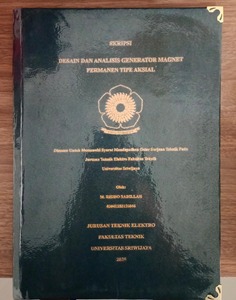 SKRIPSI
DESAIN DAN ANALISIS GENERATOR MAGNET
PERMANEN TIPE AKSIAL
Disusun Untuk Memenuhi Syarat Mendapatkan Gelar Sarjana Teknik Pada
Jurusan Teknik Elektro Fakultas Teknik
Universitas Sriwijaya
Oleh:
M.
JURUSAN TEKNIK ELEKTRO
FAKULTAS TEKNIK
UNIVERSITAS SRIWIJAYA